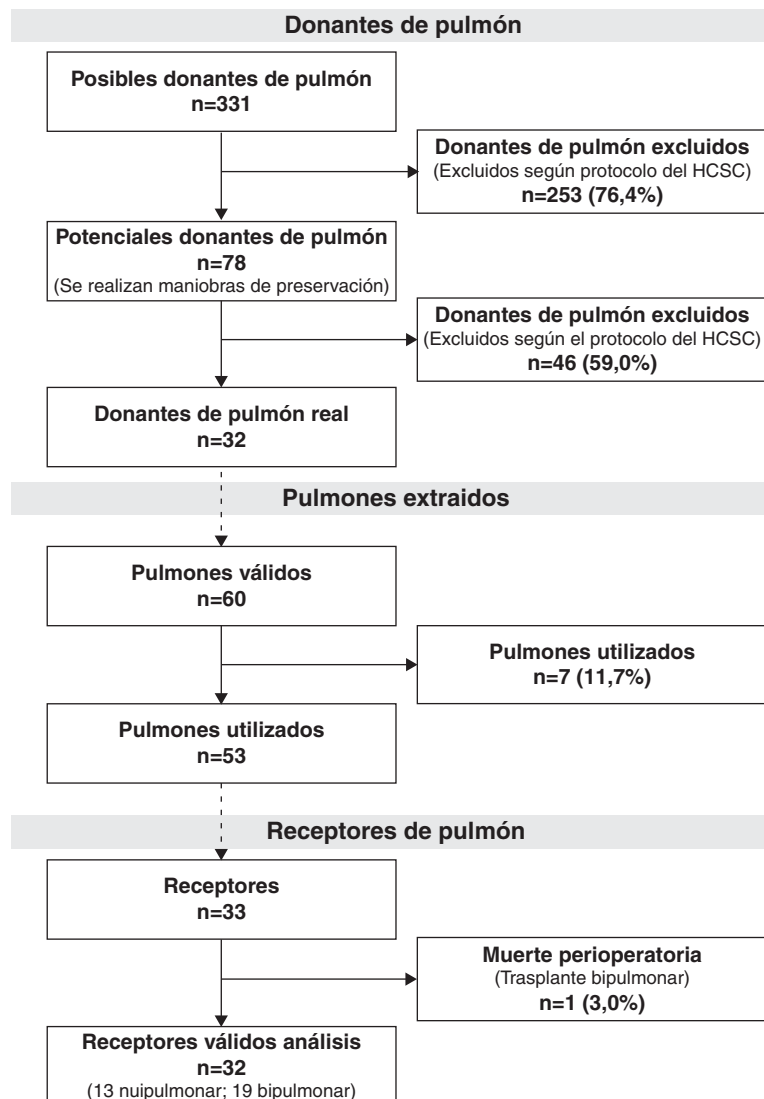 Donantes de pulmón
Posibles donantes de pulmón
n=331
Donantes de pulmón excluidos
(Excluidos según protocolo del HCSC)
n=253 (76,4%)
Potenciales donantes de pulmón
n=78
(Se realizan maniobras de preservación)
Donantes de pulmón excluidos
(Excluidos según el protocolo del HCSC)
n=46 (59,0%)
Donantes de pulmón real
n=32
Pulmones extraidos
Pulmones válidos
n=60
Pulmones utilizados
n=7 (11,7%)
Pulmones utilizados
n=53
Receptores de pulmón
Receptores
n=33
Muerte perioperatoria
(Trasplante bipulmonar)
n=1 (3,0%)
Receptores válidos análisis
n=32
(13 nuipulmonar; 19 bipulmonar)